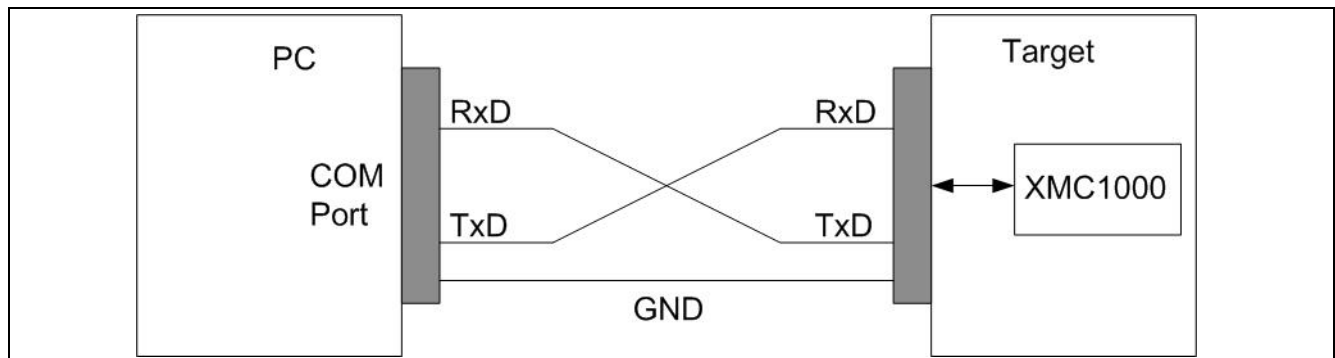 PC
Target
RxD
RxD
COM
Port
XMC1000
TxD
TxD
GND